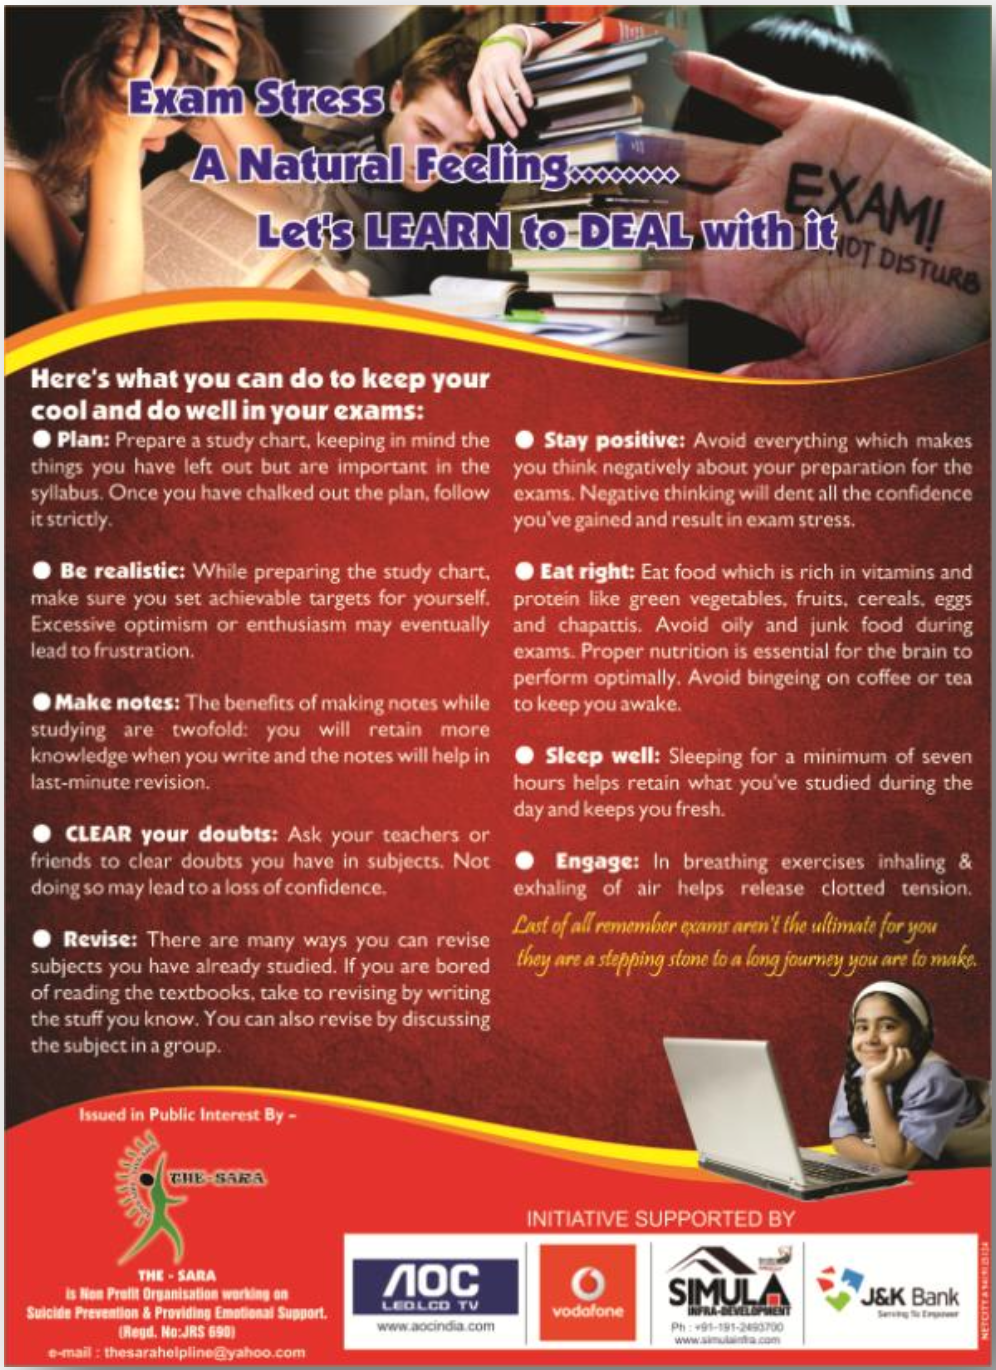 Exam Stress
A Natural Feeling........
Let's LEARN to DEAL with it
EXAM!
NOT DISTURB
Here's what you can do to keep your
cool and do well in your exams:
● Plan: Prepare a study chart, keeping in mind the
things you have left out but are important in the
syllabus. Once you have chalked out the plan, follow
it strictly.
● Be realistic: While preparing the study chart,
make sure you set achievable targets for yourself.
Excessive optimism or enthusiasm may eventually
lead to frustration.
● Make notes: The benefits of making notes while
studying are twofold: you will retain more
knowledge when you write and the notes will help in
last-minute revision.
● CLEAR your doubts: Ask your teachers or
friends to clear doubts you have in subjects. Not
doing so may lead to a loss of confidence.
● Revise: There are many ways you can revise
subjects you have already studied. If you are bored
of reading the textbooks, take to revising by writing
the stuff you know. You can also revise by discussing
the subject in a group.
● Stay positive: Avoid everything which makes
you think negatively about your preparation for the
exams. Negative thinking will dent all the confidence
you've gained and result in exam stress.
● Eat right: Eat food which is rich in vitamins and
protein like green vegetables, fruits, cereals, eggs
and chapattis. Avoid oily and junk food during
exams. Proper nutrition is essential for the brain to
perform optimally. Avoid bingeing on coffee or tea
to keep you awake.
● Sleep well: Sleeping for a minimum of seven
hours helps retain what you've studied during the
day and keeps you fresh.
● Engage: In breathing exercises inhaling &
exhaling of air helps release clotted tension.
Last of all remember exams aren't the ultimate for you
they are a stepping stone to a long journey you are to make.
Issued in Public Interest By -
THE-SARA
THE - SARA
is Non Profit Organisation working on
Suicide Prevention & Providing Emotional Support.
(Regd. No:JRS 690)
e-mail : thesarahelpline@yahoo.com
INITIATIVE SUPPORTED BY
AOC
LED.LCD TV
www.aocindia.com
vodafone
SIMULA
INFRA-DEVELOPMENT
Ph : +91-191-2493700
www.simulainfra.com
J&K Bank
Serving To Empower